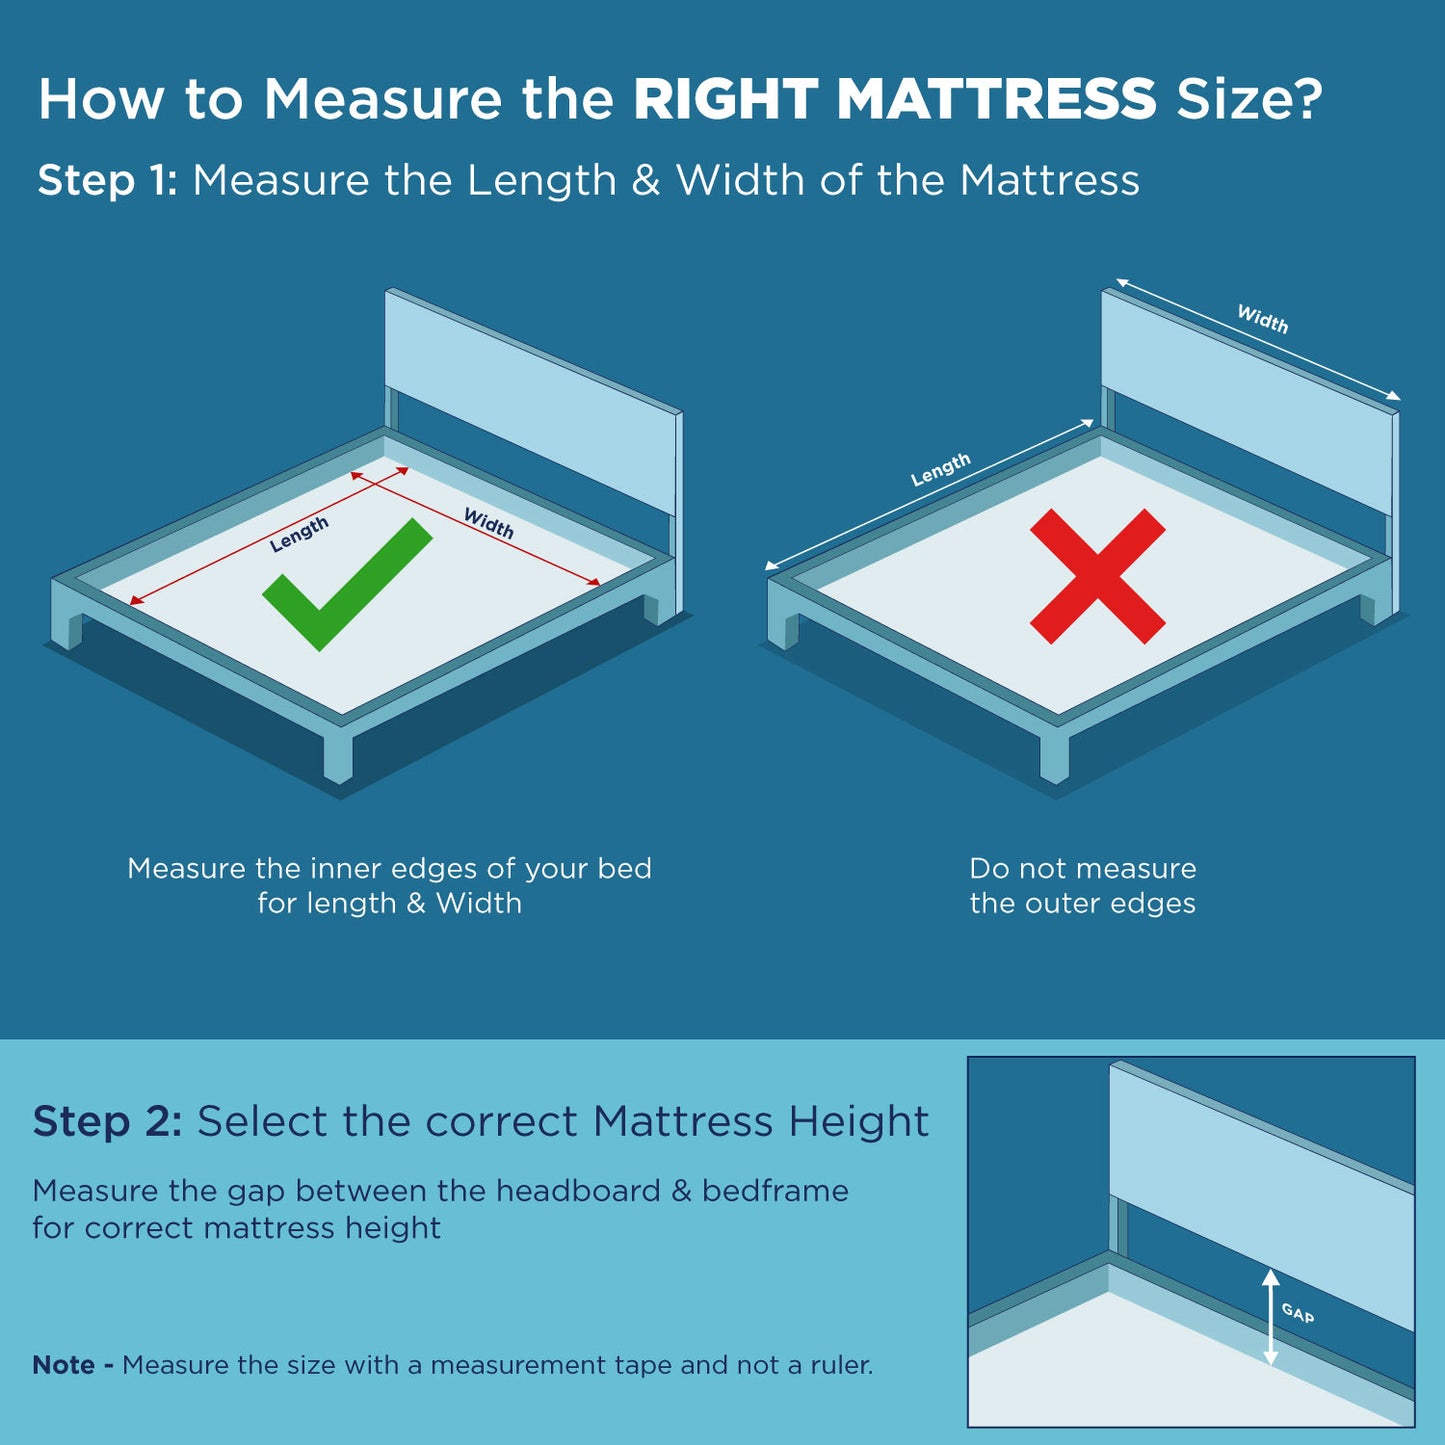 How to Measure the RIGHT MATTRESS Size?
Step 1: Measure the Length & Width of the Mattress
Length
Width
Length
Width
Measure the inner edges of your bed
for length & Width
Do not measure
the outer edges
Step 2: Select the correct Mattress Height
Measure the gap between the headboard & bedframe
for correct mattress height
Note - Measure the size with a measurement tape and not a ruler.
GAP